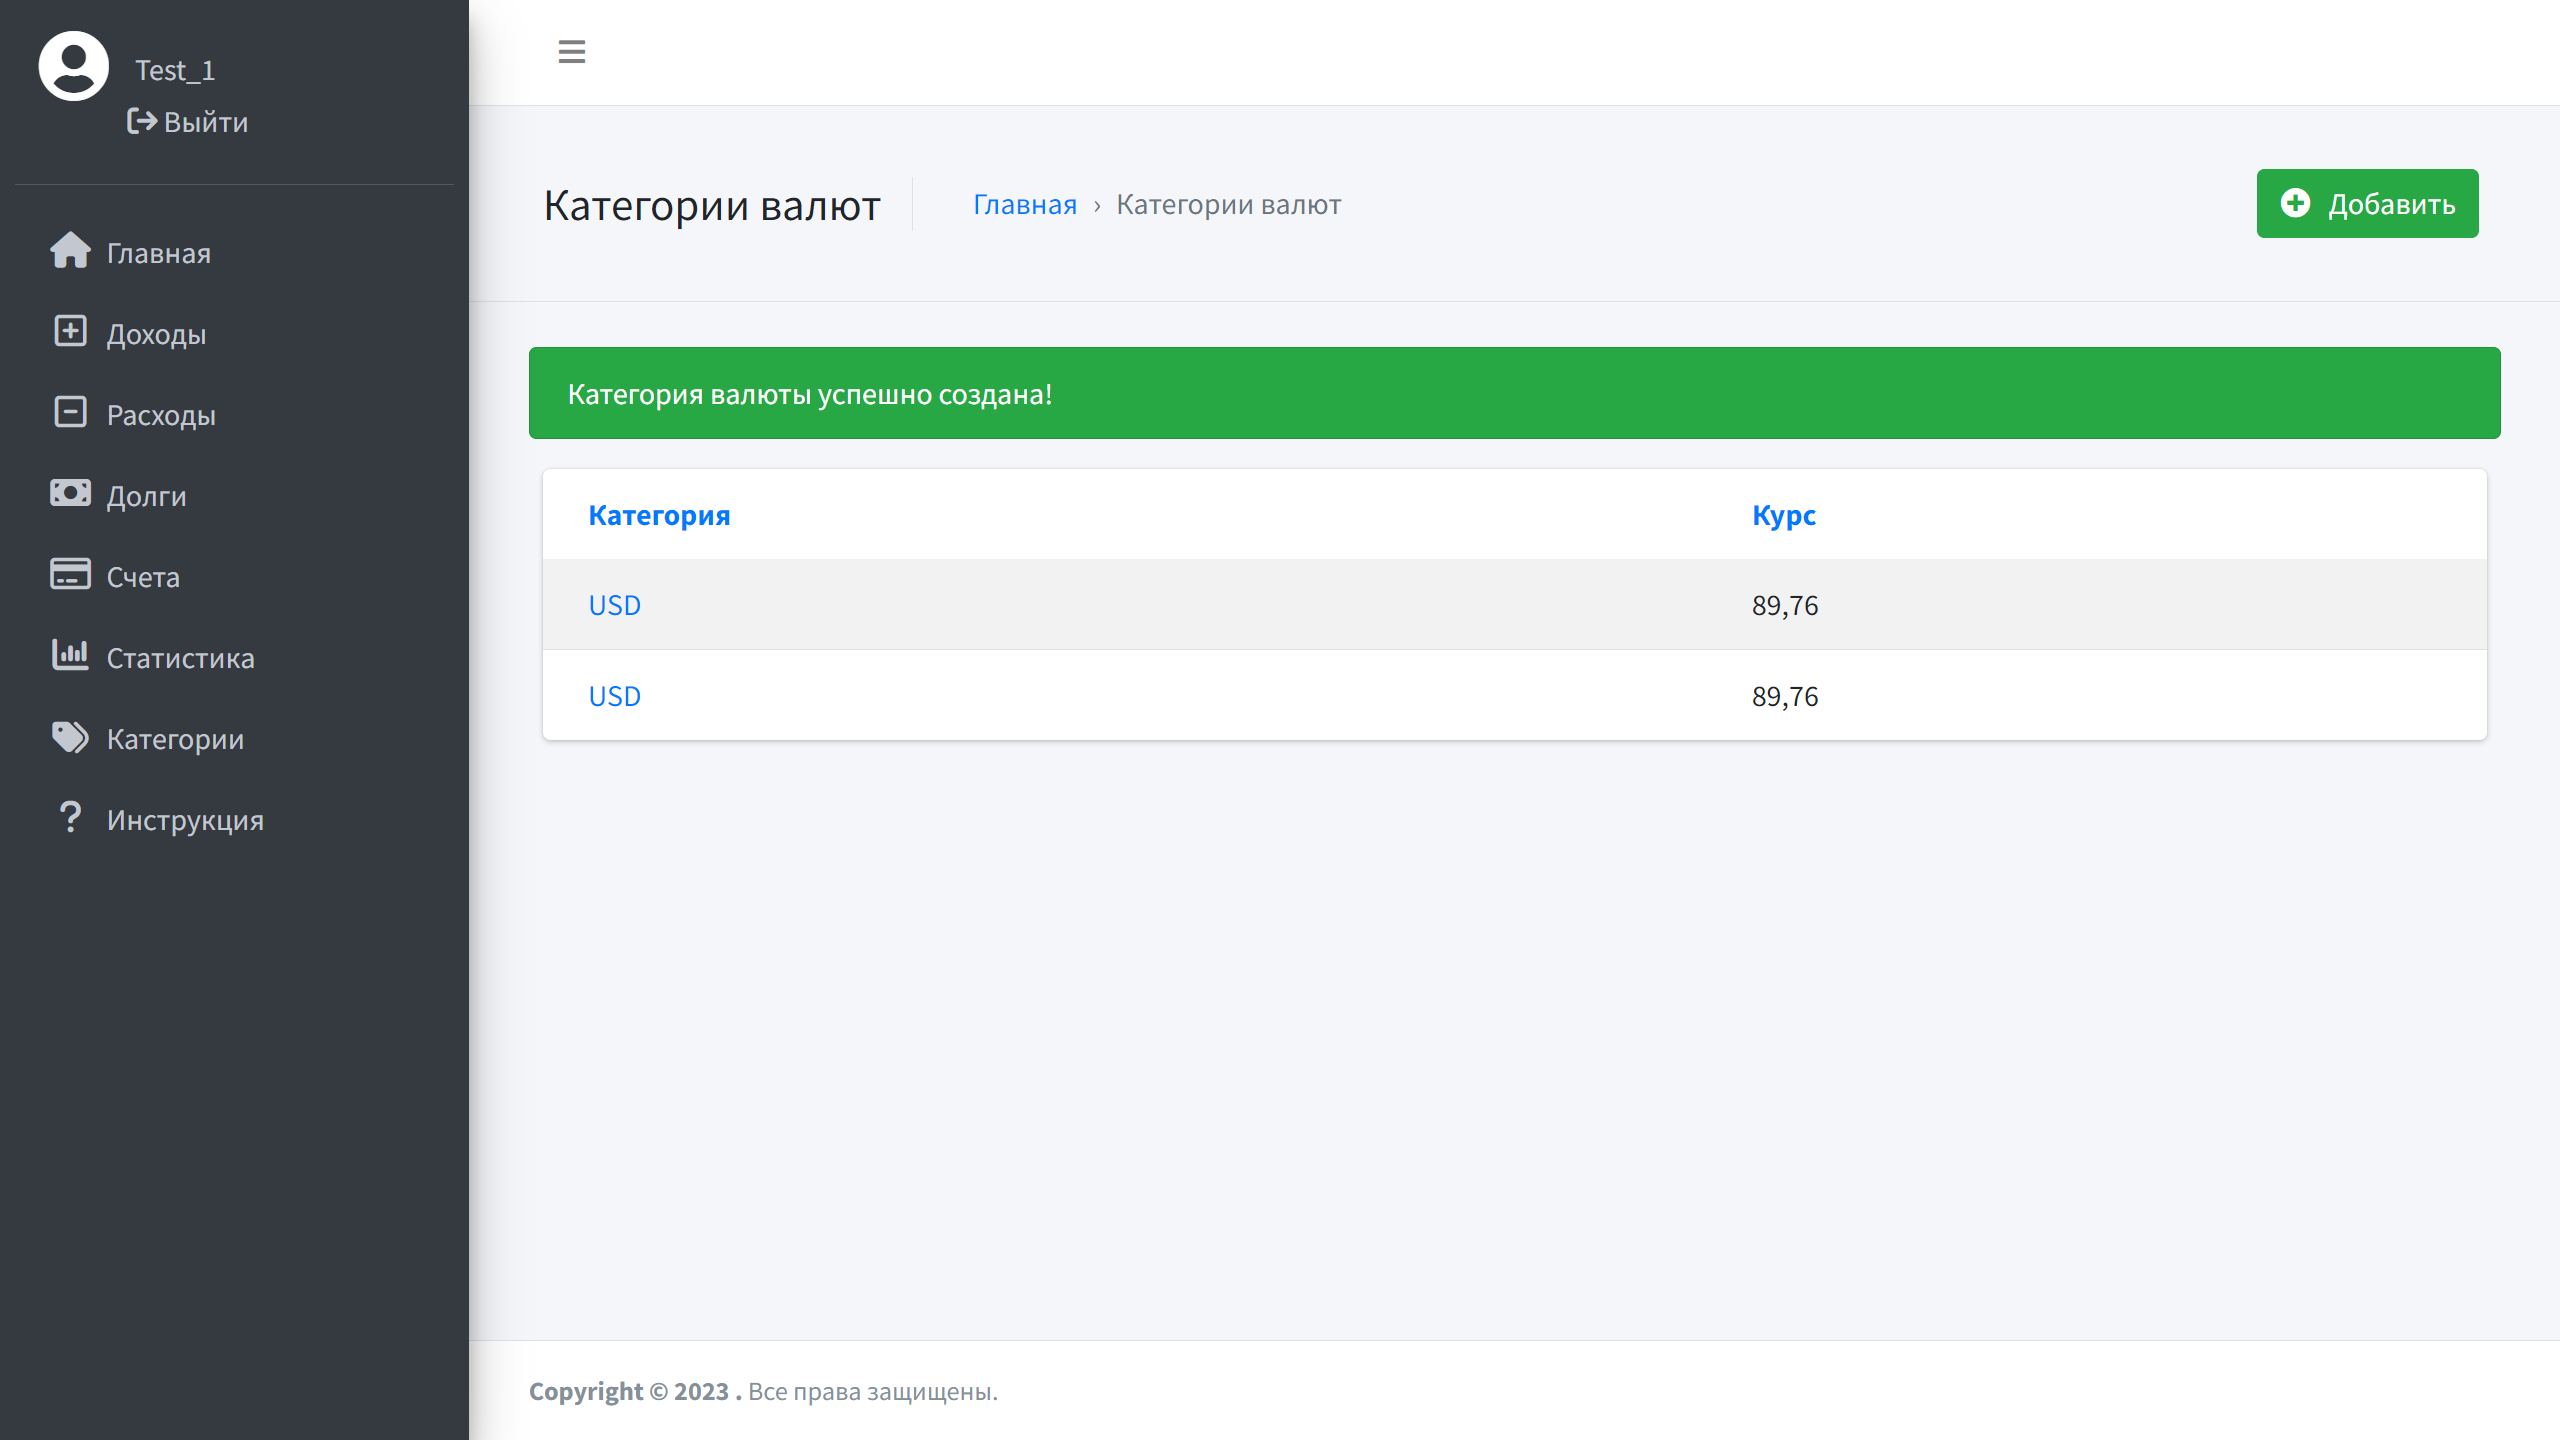 Test_1
Выйти
Главная
Доходы
Расходы
Долги
Счета
Статистика
Категории
Инструкция
Категории валют
Главная › Категории валют
Добавить
Категория валюты успешно создана!
Категория Курс
USD 89,76
USD 89,76
Copyright © 2023 . Все права защищены.